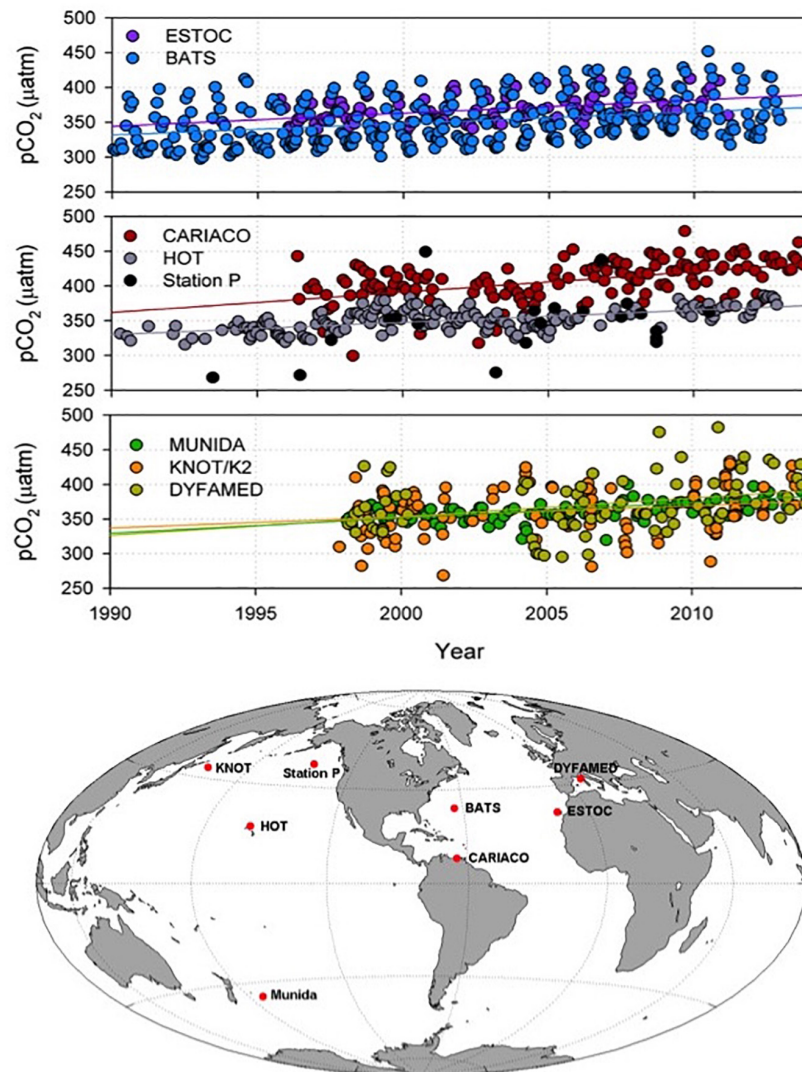 500
450
400
350
300
250
pCO₂ (µatm)
ESTOC
BATS
500
450
400
350
300
250
pCO₂ (µatm)
CARIACO
HOT
Station P
500
450
400
350
300
250
pCO₂ (µatm)
MUNIDA
KNOT/K2
DYFAMED
1990 1995 2000 2005 2010
Year
KNOT
Station P
DYFAMED
BATS
ESTOC
HOT
CARIACO
Munida